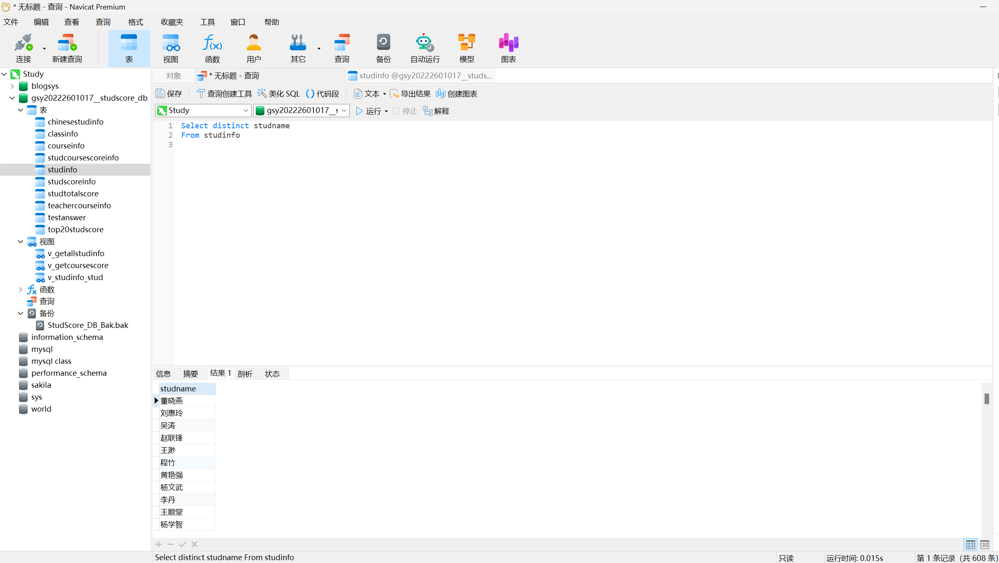 * 无标题 - 查询 - Navicat Premium
文件 编辑 查看 查询 格式 收藏夹 工具 窗口 帮助
连接 新建查询 表 视图 函数 用户 其它 查询 备份 自动运行 模型 图表
Study
blogsys
gsy20222601017__studscore_db
表
chinesestudinfo
classinfo
courseinfo
studcoursescoreinfo
studinfo
studscoreinfo
studtotalscore
teachercourseinfo
testanswer
top20studscore
视图
v_getallstudinfo
v_getcoursescore
v_studinfo_stud
函数
查询
备份
StudScore_DB_Bak.bak
information_schema
mysql
mysql class
performance_schema
sakila
sys
world
对象 * 无标题 - 查询 studinfo @gsy20222601017__studs...
保存 查询创建工具 美化 SQL 代码段 文本 导出结果 创建图表
Study gsy20222601017__s 运行 停止 解释
1 Select distinct studname
2 From studinfo
3
信息 摘要 结果 1 剖析 状态
studname
董晓燕
刘惠玲
吴涛
赵联锋
王渺
程竹
黄艳强
杨文武
李丹
王顺堂
杨学智
Select distinct studname From studinfo 只读 运行时间: 0.015s 第 1 条记录 (共 608 条)